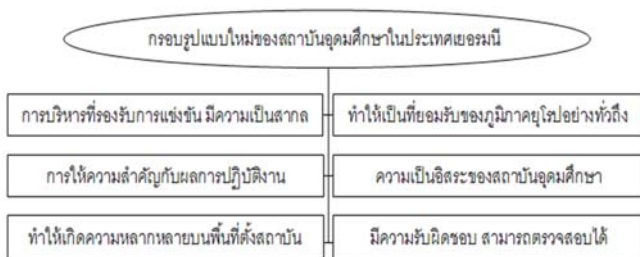 กรอบรูปแบบใหม่ของสถาบันอุดมศึกษาในประเทศเยอรมนี
การบริหารที่รองรับการแข่งขัน มีความเป็นสากล
ทำให้เป็นที่ยอมรับของภูมิภาคยุโรปอย่างทั่วถึง
การให้ความสำคัญกับผลการปฏิบัติงาน
ความเป็นอิสระของสถาบันอุดมศึกษา
ทำให้เกิดความหลากหลายบนพื้นที่ตั้งสถาบัน
มีความรับผิดชอบ สามารถตรวจสอบได้